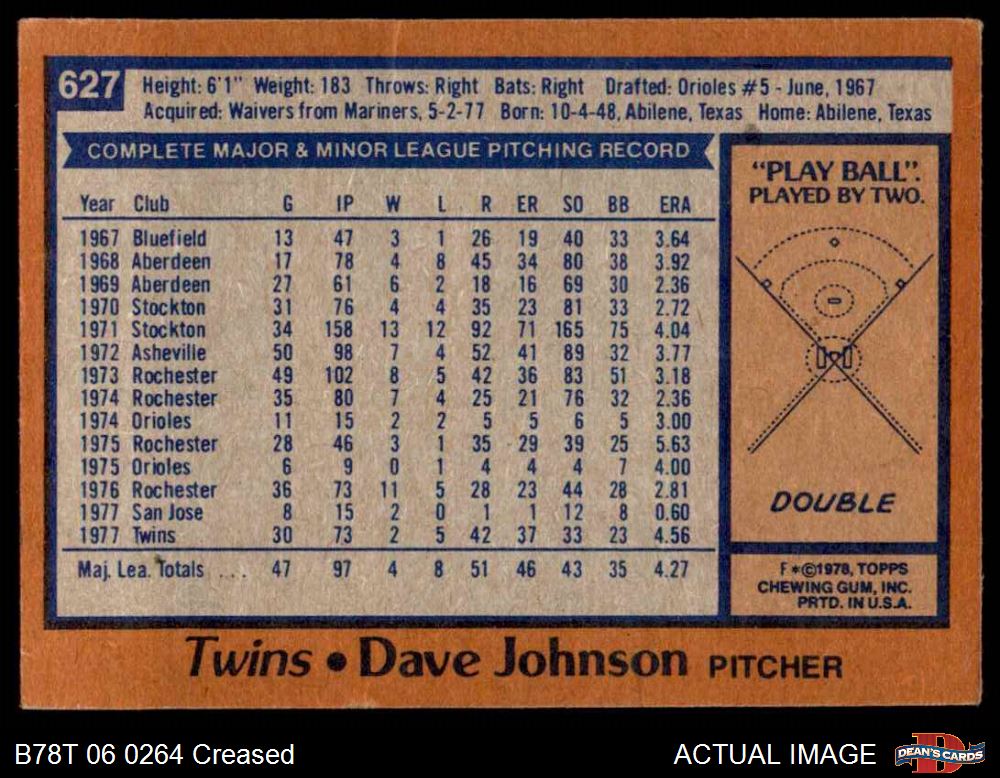 627
Height: 6'1" Weight: 183 Throws: Right Bats: Right Drafted: Orioles #5 - June, 1967
Acquired: Waivers from Mariners, 5-2-77 Born: 10-4-48, Abilene, Texas Home: Abilene, Texas
COMPLETE MAJOR & MINOR LEAGUE PITCHING RECORD
Year Club G IP W L R ER SO BB ERA
1967 Bluefield 13 47 3 1 26 19 40 33 3.64
1968 Aberdeen 17 78 4 8 45 34 80 38 3.92
1969 Aberdeen 27 61 6 2 18 16 69 30 2.36
1970 Stockton 31 76 4 4 35 23 81 33 2.72
1971 Stockton 34 158 13 12 92 71 165 75 4.04
1972 Asheville 50 98 7 4 52 41 89 32 3.77
1973 Rochester 49 102 8 5 42 36 83 51 3.18
1974 Rochester 35 80 7 4 25 21 76 32 2.36
1974 Orioles 11 15 2 2 5 5 6 5 3.00
1975 Rochester 28 46 3 1 35 29 39 25 5.63
1975 Orioles 6 9 0 1 4 4 4 7 4.00
1976 Rochester 36 73 11 5 28 23 44 28 2.81
1977 San Jose 8 15 2 0 1 1 12 8 0.60
1977 Twins 30 73 2 5 42 37 33 23 4.56
Maj. Lea. Totals ... 47 97 4 8 51 46 43 35 4.27
"PLAY BALL".
PLAYED BY TWO.
DOUBLE
F*©1978, TOPPS
CHEWING GUM, INC.
PRTD. IN U.S.A.
Twins • Dave Johnson PITCHER
B78T 06 0264 Creased
ACTUAL IMAGE
DEAN'S CARDS